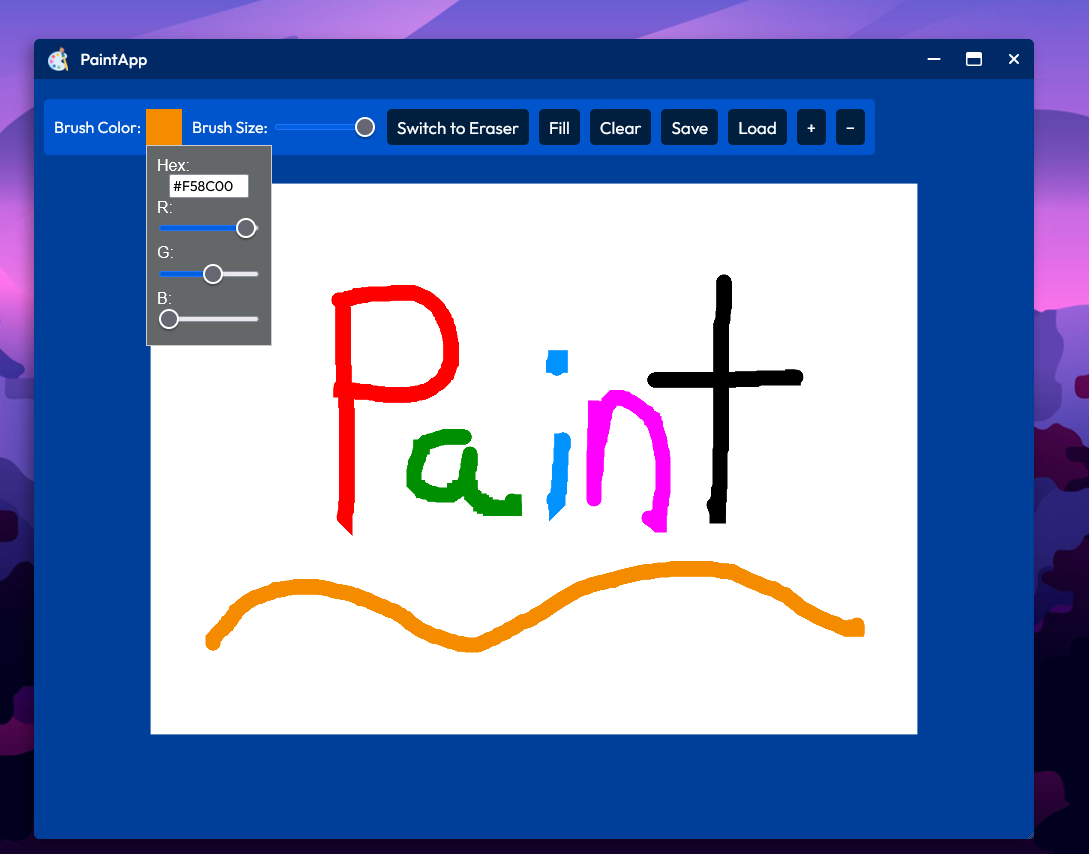 PaintApp
Brush Color: Brush Size: Switch to Eraser Fill Clear Save Load + −
Hex:
#F58C00
R:
G:
B:
Paint